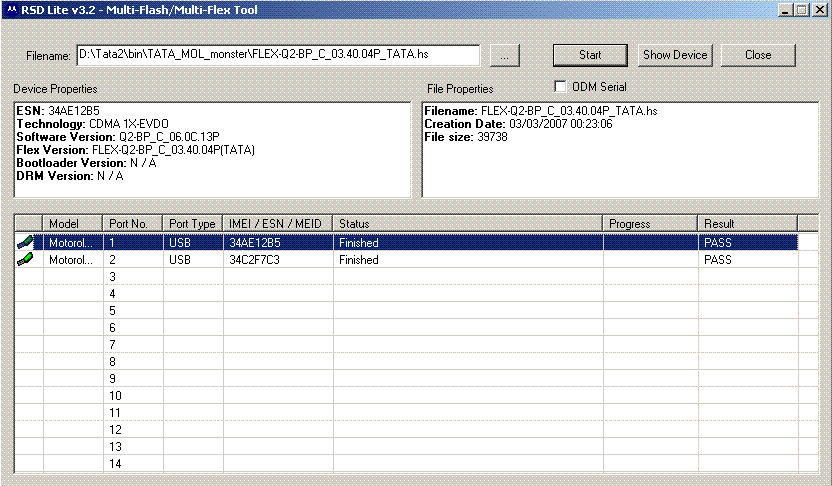 RSD Lite v3.2 - Multi-Flash/Multi-Flex Tool
Filename: D:\Tata2\bin\TATA_MOL_monster\FLEX-Q2-BP_C_03.40.04P_TATA.hs ... Start Show Device Close
Device Properties File Properties ODM Serial
ESN: 34AE12B5
Technology: CDMA 1X-EVDO
Software Version: Q2-BP_C_06.0C.13P
Flex Version: FLEX-Q2-BP_C_03.40.04P(TATA)
Bootloader Version: N / A
DRM Version: N / A
Filename: FLEX-Q2-BP_C_03.40.04P_TATA.hs
Creation Date: 03/03/2007 00:23:06
File size: 39738
Model Port No. Port Type IMEI / ESN / MEID Status Progress Result
Motorol... 1 USB 34AE12B5 Finished PASS
Motorol... 2 USB 34C2F7C3 Finished PASS
3
4
5
6
7
8
9
10
11
12
13
14